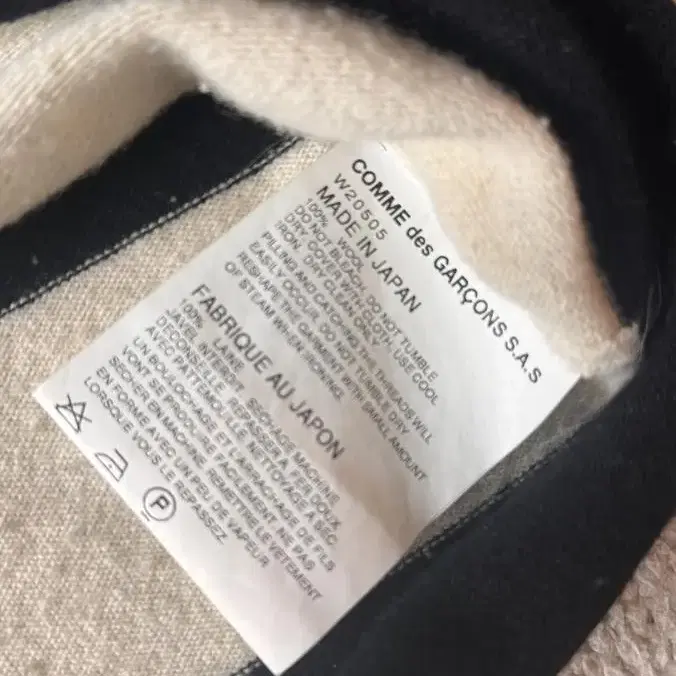 COMME des GARÇONS S.A.S
W20505
MADE IN JAPAN
100% WOOL
DO NOT BLEACH. DO NOT TUMBLE
DRY. COVER WITH CLOTH. USE COOL
IRON. DRY CLEAN ONLY.
PILLING AND CATCHING THE THREADS WILL
EASILY OCCUR. DO NOT TUMBLE DRY.
RESHAPE THE GARMENT WITH SMALL AMOUNT
OF STEAM WHEN IRONING.
FABRIQUE AU JAPON
100% LAINE
JAVEL INTERDIT. SECHAGE MACHINE
DECONSEILLE. REPASSER A FER DOUX
AVEC PATTEMOUILLE. NETTOYAGE A SEC.
UN BOULOCHAGE ET L'ARRACHAGE DE FILS
VONT SE PRODUIRE FACILEMENT. NE PAS
SECHER EN MACHINE. REMETTRE LE VETEMENT
EN FORME AVEC UN PEU DE VAPEUR
LORSQUE VOUS LE REPASSEZ.
P